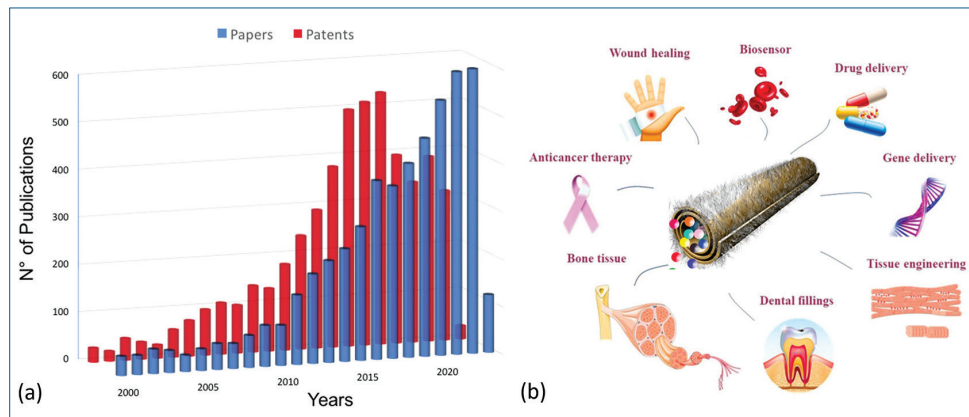 Papers Patents
N° of Publications
600
500
400
300
200
100
0
2000 2005 2010 2015 2020
Years
(a)
Wound healing
Biosensor
Drug delivery
Anticancer therapy
Gene delivery
Bone tissue
Tissue engineering
Dental fillings
(b)